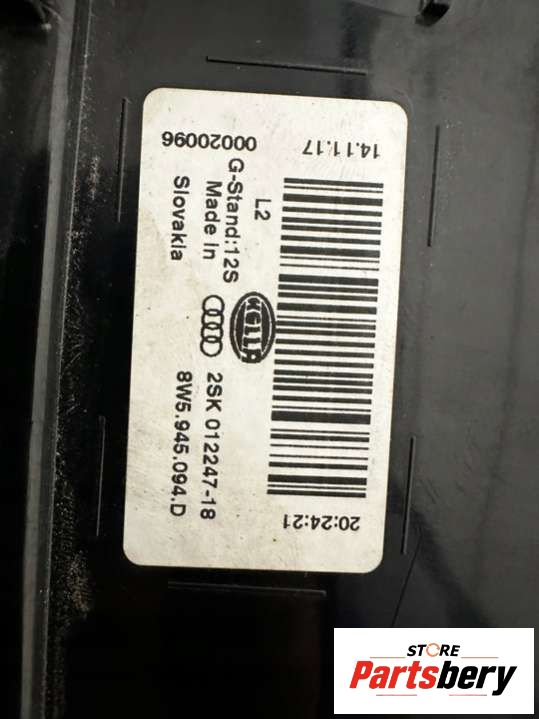 14.11.17
20:24:21
L2
HELLA
000020096
G-Stand:12S
2SK 012247-18
Made in
Slovakia
8W5.945.094.D
STORE
Partsbery